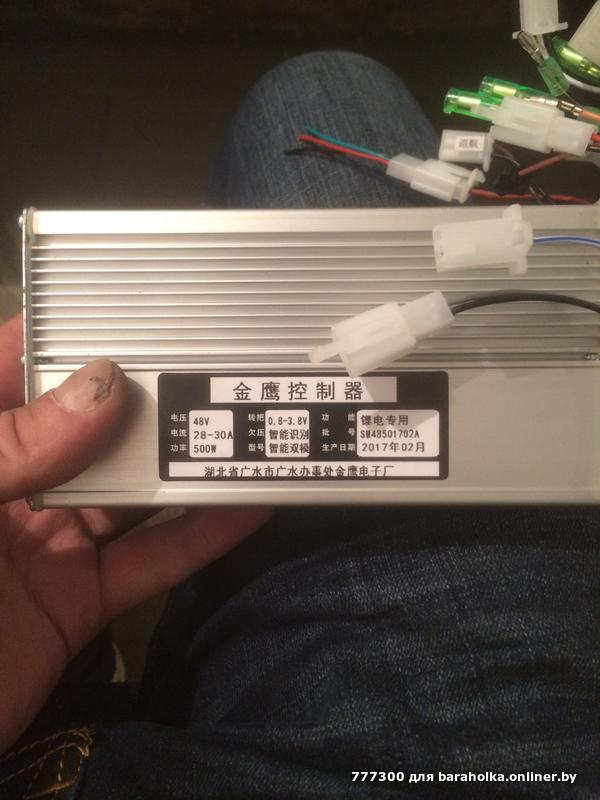 巡航
金鹰控制器
电压 48V 转把 0.8-3.8V 功能 锂电专用
电流 28-30A 欠压 智能识别 批号 SM48501702A
功率 500W 型号 智能双模 生产日期 2017年02月
湖北省广水市广水办事处金鹰电子厂
777300 для baraholka.onliner.by